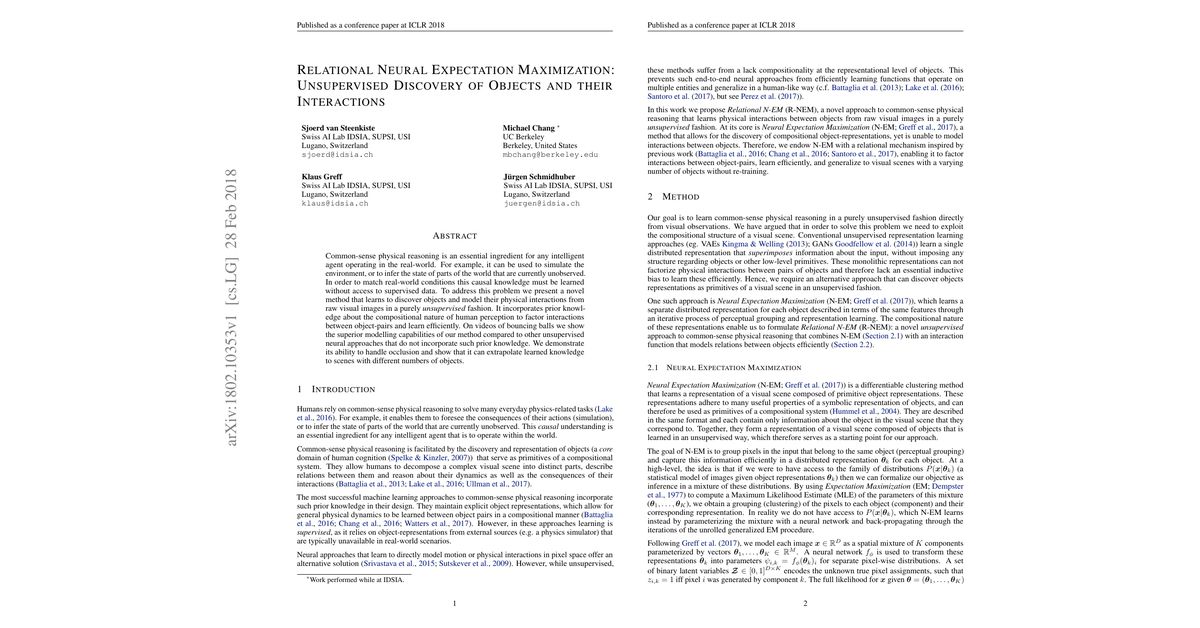 Published as a conference paper at ICLR 2018
RELATIONAL NEURAL EXPECTATION MAXIMIZATION:
UNSUPERVISED DISCOVERY OF OBJECTS AND THEIR
INTERACTIONS
Sjoerd van Steenkiste
Swiss AI Lab IDSIA, SUPSI, USI
Lugano, Switzerland
sjoerd@idsia.ch
Michael Chang *
UC Berkeley
Berkeley, United States
mbchang@berkeley.edu
Klaus Greff
Swiss AI Lab IDSIA, SUPSI, USI
Lugano, Switzerland
klaus@idsia.ch
Jürgen Schmidhuber
Swiss AI Lab IDSIA, SUPSI, USI
Lugano, Switzerland
juergen@idsia.ch
ABSTRACT
Common-sense physical reasoning is an essential ingredient for any intelligent
agent operating in the real-world. For example, it can be used to simulate the
environment, or to infer the state of parts of the world that are currently unobserved.
In order to match real-world conditions this causal knowledge must be learned
without access to supervised data. To address this problem we present a novel
method that learns to discover objects and model their physical interactions from
raw visual images in a purely unsupervised fashion. It incorporates prior knowl-
edge about the compositional nature of human perception to factor interactions
between object-pairs and learn efficiently. On videos of bouncing balls we show
the superior modelling capabilities of our method compared to other unsupervised
neural approaches that do not incorporate such prior knowledge. We demonstrate
its ability to handle occlusion and show that it can extrapolate learned knowledge
to scenes with different numbers of objects.
1 INTRODUCTION
Humans rely on common-sense physical reasoning to solve many everyday physics-related tasks (Lake
et al., 2016). For example, it enables them to foresee the consequences of their actions (simulation),
or to infer the state of parts of the world that are currently unobserved. This causal understanding is
an essential ingredient for any intelligent agent that is to operate within the world.
Common-sense physical reasoning is facilitated by the discovery and representation of objects (a core
domain of human cognition (Spelke & Kinzler, 2007)) that serve as primitives of a compositional
system. They allow humans to decompose a complex visual scene into distinct parts, describe
relations between them and reason about their dynamics as well as the consequences of their
interactions (Battaglia et al., 2013; Lake et al., 2016; Ullman et al., 2017).
The most successful machine learning approaches to common-sense physical reasoning incorporate
such prior knowledge in their design. They maintain explicit object representations, which allow for
general physical dynamics to be learned between object pairs in a compositional manner (Battaglia
et al., 2016; Chang et al., 2016; Watters et al., 2017). However, in these approaches learning is
supervised, as it relies on object-representations from external sources (e.g. a physics simulator) that
are typically unavailable in real-world scenarios.
Neural approaches that learn to directly model motion or physical interactions in pixel space offer an
alternative solution (Srivastava et al., 2015; Sutskever et al., 2009). However, while unsupervised,
*Work performed while at IDSIA.
1
arXiv:1802.10353v1 [cs.LG] 28 Feb 2018
Published as a conference paper at ICLR 2018
these methods suffer from a lack compositionality at the representational level of objects. This
prevents such end-to-end neural approaches from efficiently learning functions that operate on
multiple entities and generalize in a human-like way (c.f. Battaglia et al. (2013); Lake et al. (2016);
Santoro et al. (2017), but see Perez et al. (2017)).
In this work we propose Relational N-EM (R-NEM), a novel approach to common-sense physical
reasoning that learns physical interactions between objects from raw visual images in a purely
unsupervised fashion. At its core is Neural Expectation Maximization (N-EM; Greff et al., 2017), a
method that allows for the discovery of compositional object-representations, yet is unable to model
interactions between objects. Therefore, we endow N-EM with a relational mechanism inspired by
previous work (Battaglia et al., 2016; Chang et al., 2016; Santoro et al., 2017), enabling it to factor
interactions between object-pairs, learn efficiently, and generalize to visual scenes with a varying
number of objects without re-training.
2 METHOD
Our goal is to learn common-sense physical reasoning in a purely unsupervised fashion directly
from visual observations. We have argued that in order to solve this problem we need to exploit
the compositional structure of a visual scene. Conventional unsupervised representation learning
approaches (eg. VAEs Kingma & Welling (2013); GANs Goodfellow et al. (2014)) learn a single
distributed representation that superimposes information about the input, without imposing any
structure regarding objects or other low-level primitives. These monolithic representations can not
factorize physical interactions between pairs of objects and therefore lack an essential inductive
bias to learn these efficiently. Hence, we require an alternative approach that can discover objects
representations as primitives of a visual scene in an unsupervised fashion.
One such approach is Neural Expectation Maximization (N-EM; Greff et al. (2017)), which learns a
separate distributed representation for each object described in terms of the same features through
an iterative process of perceptual grouping and representation learning. The compositional nature
of these representations enable us to formulate Relational N-EM (R-NEM): a novel unsupervised
approach to common-sense physical reasoning that combines N-EM (Section 2.1) with an interaction
function that models relations between objects efficiently (Section 2.2).
2.1 NEURAL EXPECTATION MAXIMIZATION
Neural Expectation Maximization (N-EM; Greff et al. (2017)) is a differentiable clustering method
that learns a representation of a visual scene composed of primitive object representations. These
representations adhere to many useful properties of a symbolic representation of objects, and can
therefore be used as primitives of a compositional system (Hummel et al., 2004). They are described
in the same format and each contain only information about the object in the visual scene that they
correspond to. Together, they form a representation of a visual scene composed of objects that is
learned in an unsupervised way, which therefore serves as a starting point for our approach.
The goal of N-EM is to group pixels in the input that belong to the same object (perceptual grouping)
and capture this information efficiently in a distributed representation θk for each object. At a
high-level, the idea is that if we were to have access to the family of distributions P(x|θk) (a
statistical model of images given object representations θk) then we can formalize our objective as
inference in a mixture of these distributions. By using Expectation Maximization (EM; Dempster
et al., 1977) to compute a Maximum Likelihood Estimate (MLE) of the parameters of this mixture
(θ1, . . . , θK), we obtain a grouping (clustering) of the pixels to each object (component) and their
corresponding representation. In reality we do not have access to P(x|θk), which N-EM learns
instead by parameterizing the mixture with a neural network and back-propagating through the
iterations of the unrolled generalized EM procedure.
Following Greff et al. (2017), we model each image x ∈ ℝ^D as a spatial mixture of K components
parameterized by vectors θ1, . . . , θK ∈ ℝ^M. A neural network fϕ is used to transform these
representations θk into parameters ψi,k = fϕ(θk)i for separate pixel-wise distributions. A set
of binary latent variables Z ∈ [0, 1]^D×K encodes the unknown true pixel assignments, such that
zi,k = 1 iff pixel i was generated by component k. The full likelihood for x given θ = (θ1, . . . , θK)
2